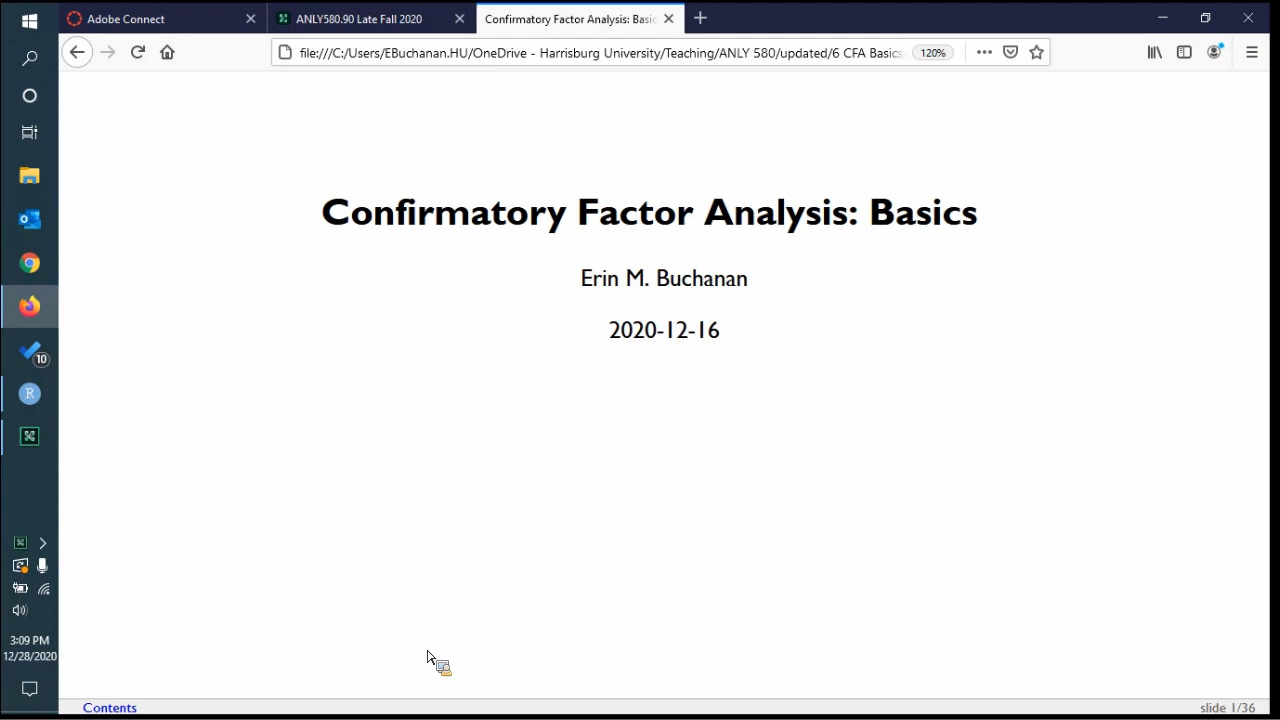 Adobe Connect
ANLY580.90 Late Fall 2020
Confirmatory Factor Analysis: Basic
file:///C:/Users/EBuchanan.HU/OneDrive - Harrisburg University/Teaching/ANLY 580/updated/6 CFA Basics,
120%
Confirmatory Factor Analysis: Basics
Erin M. Buchanan
2020-12-16
10
R
3:09 PM
12/28/2020
Contents
slide 1/36